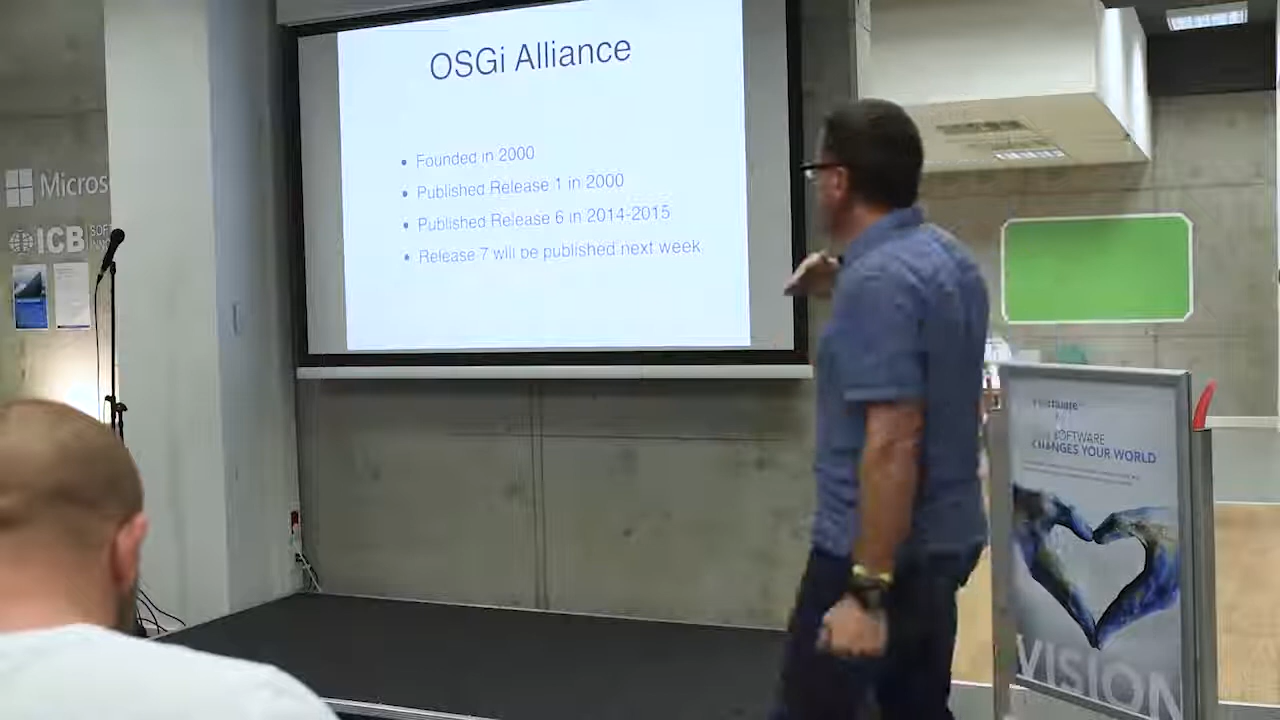 OSGi Alliance
• Founded in 2000
• Published Release 1 in 2000
• Published Release 6 in 2014-2015
• Release 7 will be published next week
Micros
ICB SOFT
SOFTWARE
CHANGES YOUR WORLD
VISION